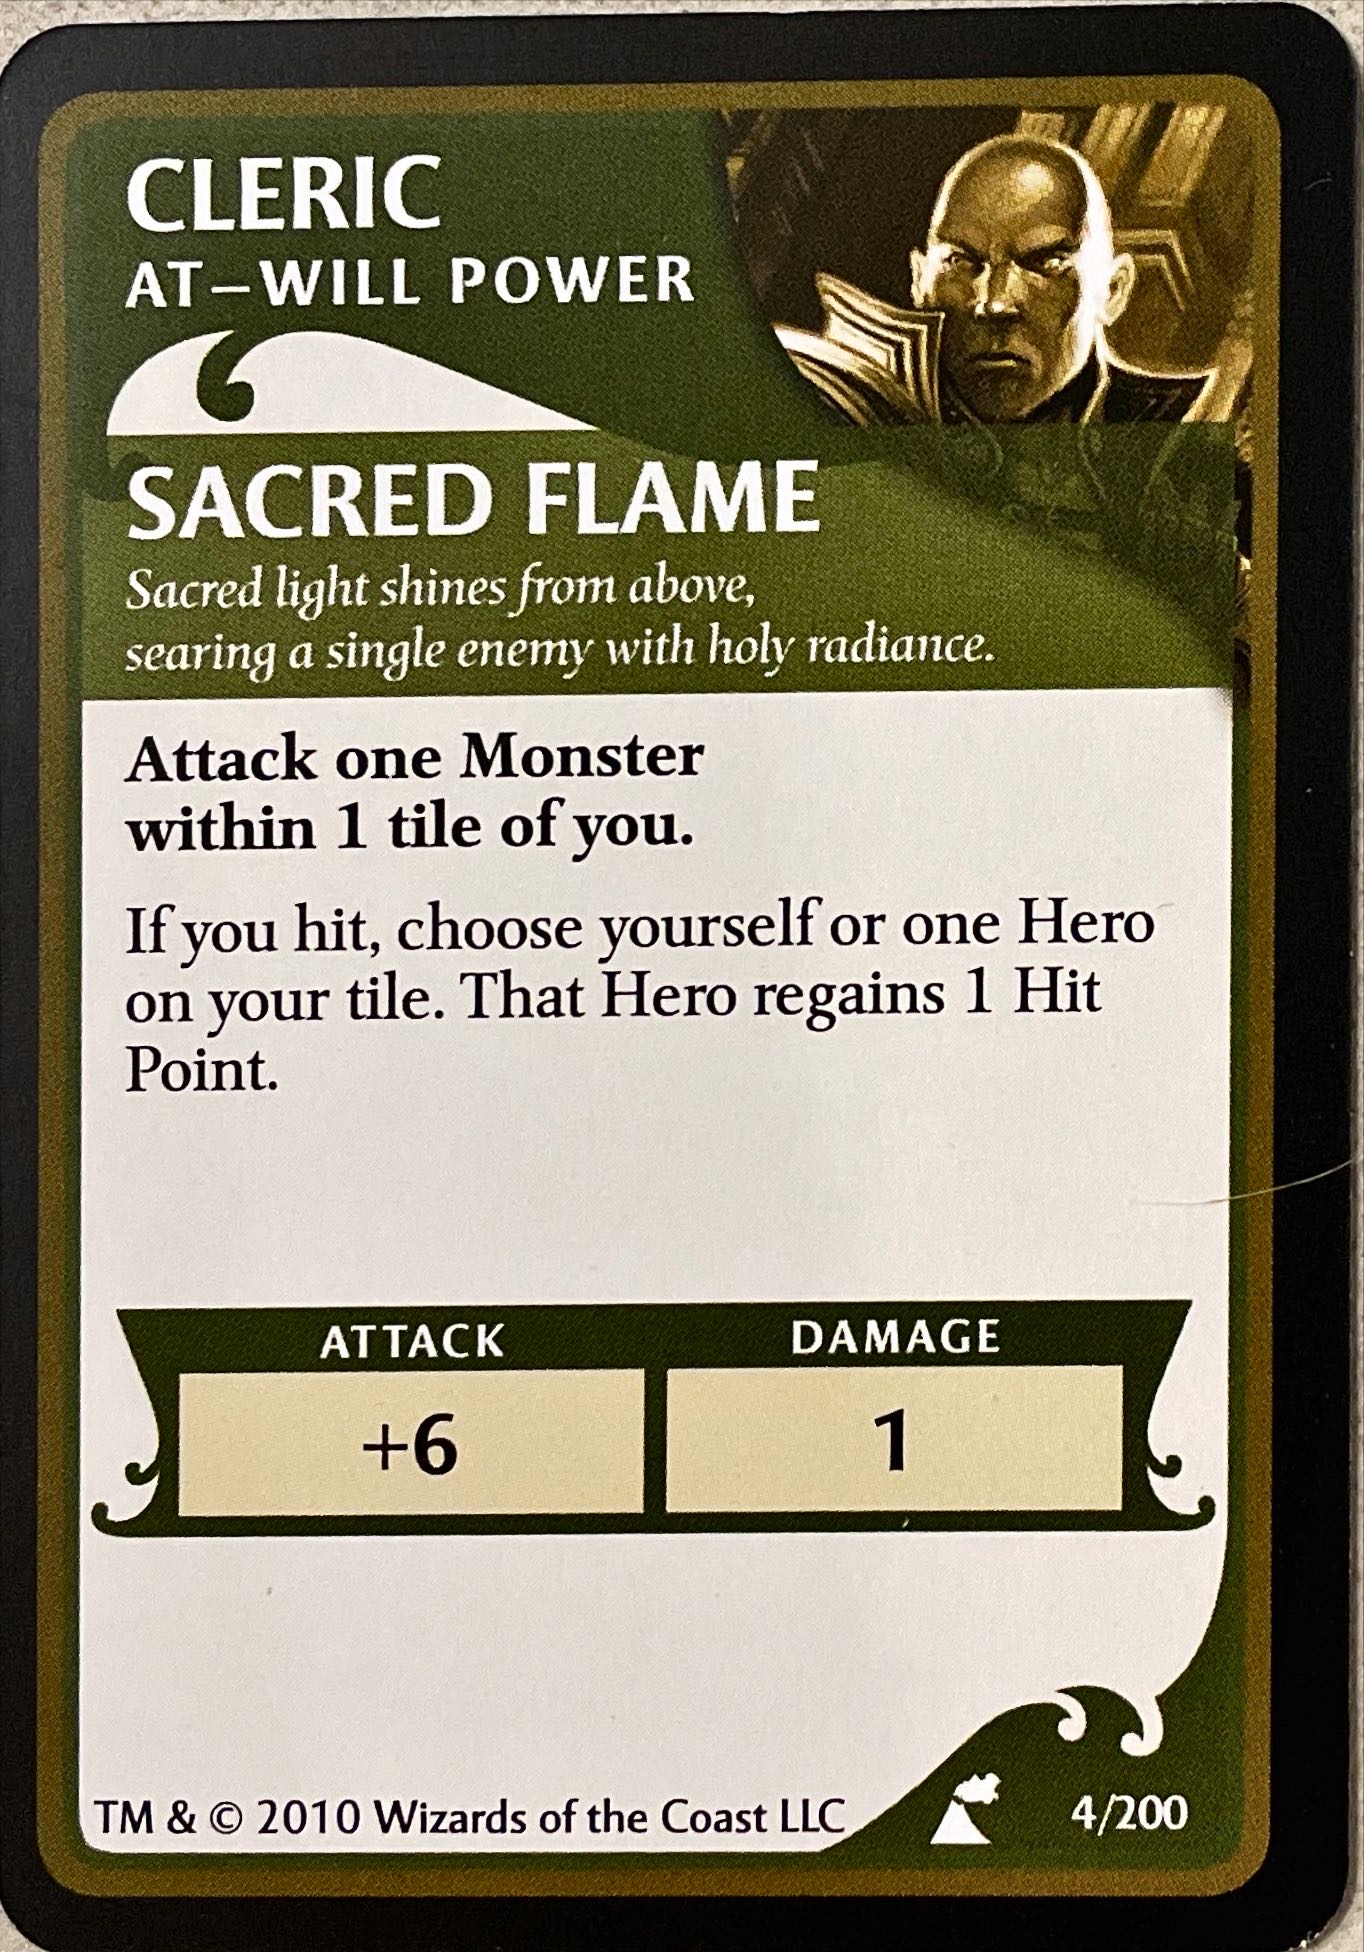 CLERIC
AT–WILL POWER
SACRED FLAME
Sacred light shines from above,
searing a single enemy with holy radiance.
Attack one Monster
within 1 tile of you.
If you hit, choose yourself or one Hero
on your tile. That Hero regains 1 Hit
Point.
ATTACK DAMAGE
+6 1
TM & © 2010 Wizards of the Coast LLC 4/200